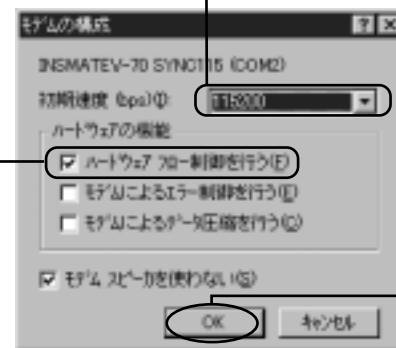 モデムの構成
INSMATEV-70 SYNC115 (COM2)
初期速度 (bps)(I): 115200
ハードウェアの機能
ハードウェア フロー制御を行う(F)
モデムによるエラー制御を行う(E)
モデムによるデータ圧縮を行う(C)
モデム スピーカを使わない(S)
OK キャンセル